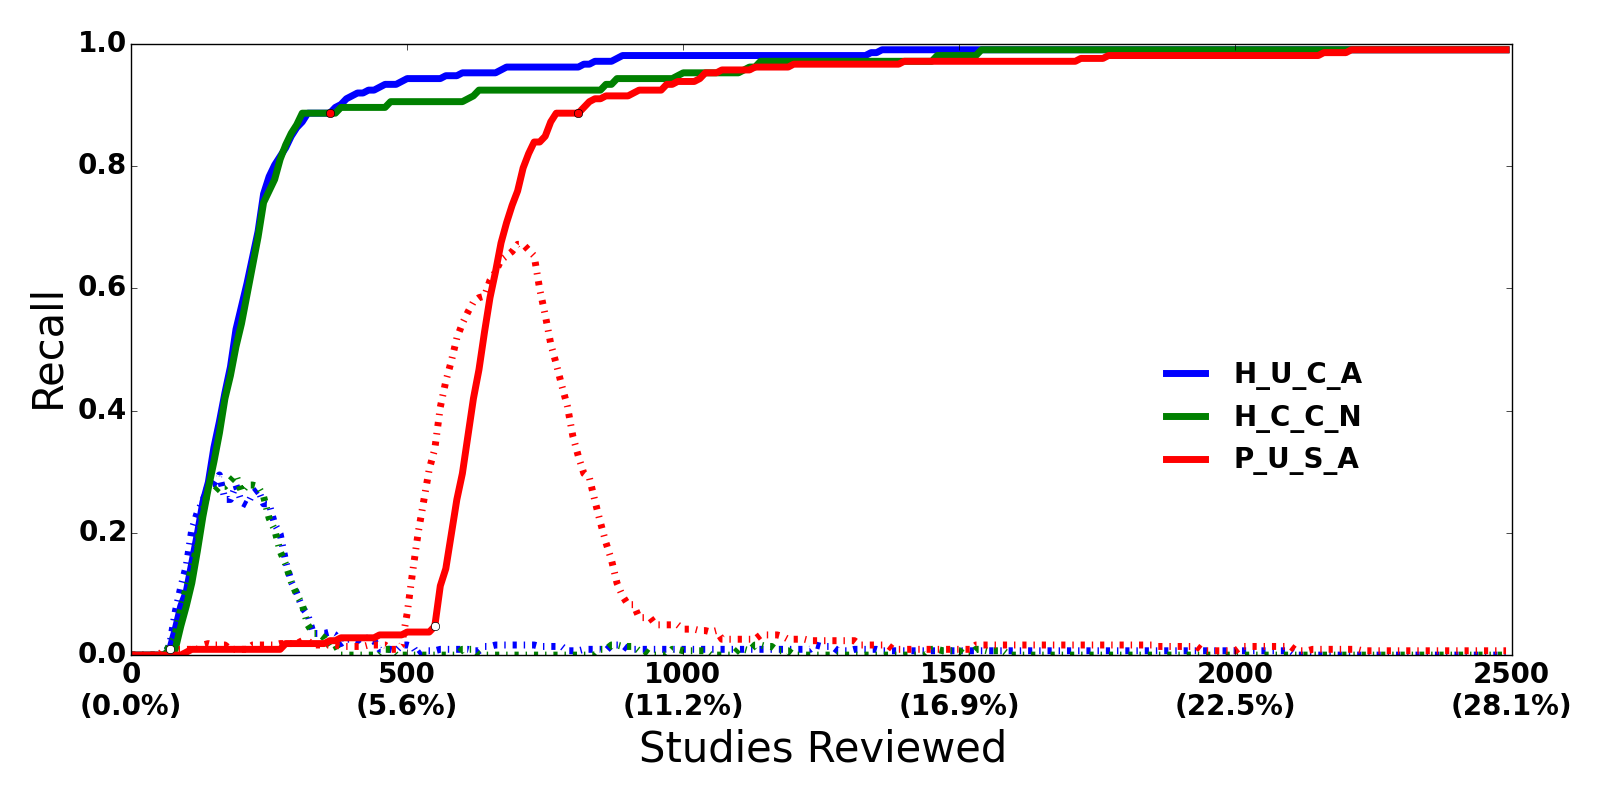 1.0
0.8
0.6
0.4
0.2
0.0
Recall
H_U_C_A
H_C_C_N
P_U_S_A
0 500 1000 1500 2000 2500
(0.0%) (5.6%) (11.2%) (16.9%) (22.5%) (28.1%)
Studies Reviewed